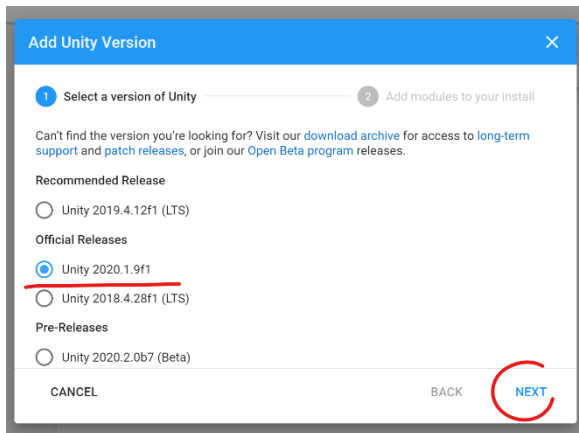 Add Unity Version
1 Select a version of Unity 2 Add modules to your install
Can't find the version you're looking for? Visit our download archive for access to long-term
support and patch releases, or join our Open Beta program releases.
Recommended Release
Unity 2019.4.12f1 (LTS)
Official Releases
Unity 2020.1.9f1
Unity 2018.4.28f1 (LTS)
Pre-Releases
Unity 2020.2.0b7 (Beta)
CANCEL BACK NEXT